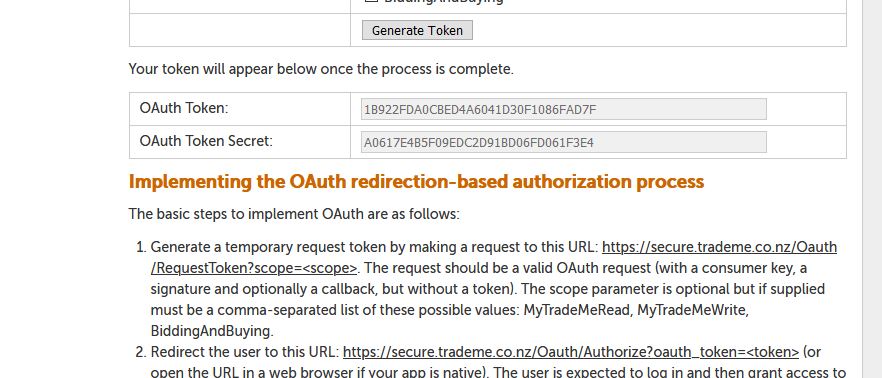 BiddingAndBuying
Generate Token
Your token will appear below once the process is complete.
OAuth Token: 1B922FDA0CBED4A6041D30F1086FAD7F
OAuth Token Secret: A0617E4B5F09EDC2D91BD06FD061F3E4
Implementing the OAuth redirection-based authorization process
The basic steps to implement OAuth are as follows:
1. Generate a temporary request token by making a request to this URL: https://secure.trademe.co.nz/Oauth
/RequestToken?scope=<scope>. The request should be a valid OAuth request (with a consumer key, a
signature and optionally a callback, but without a token). The scope parameter is optional but if supplied
must be a comma-separated list of these possible values: MyTradeMeRead, MyTradeMeWrite,
BiddingAndBuying.
2. Redirect the user to this URL: https://secure.trademe.co.nz/Oauth/Authorize?oauth_token=<token> (or
open the URL in a web browser if your app is native). The user is expected to log in and then grant access to